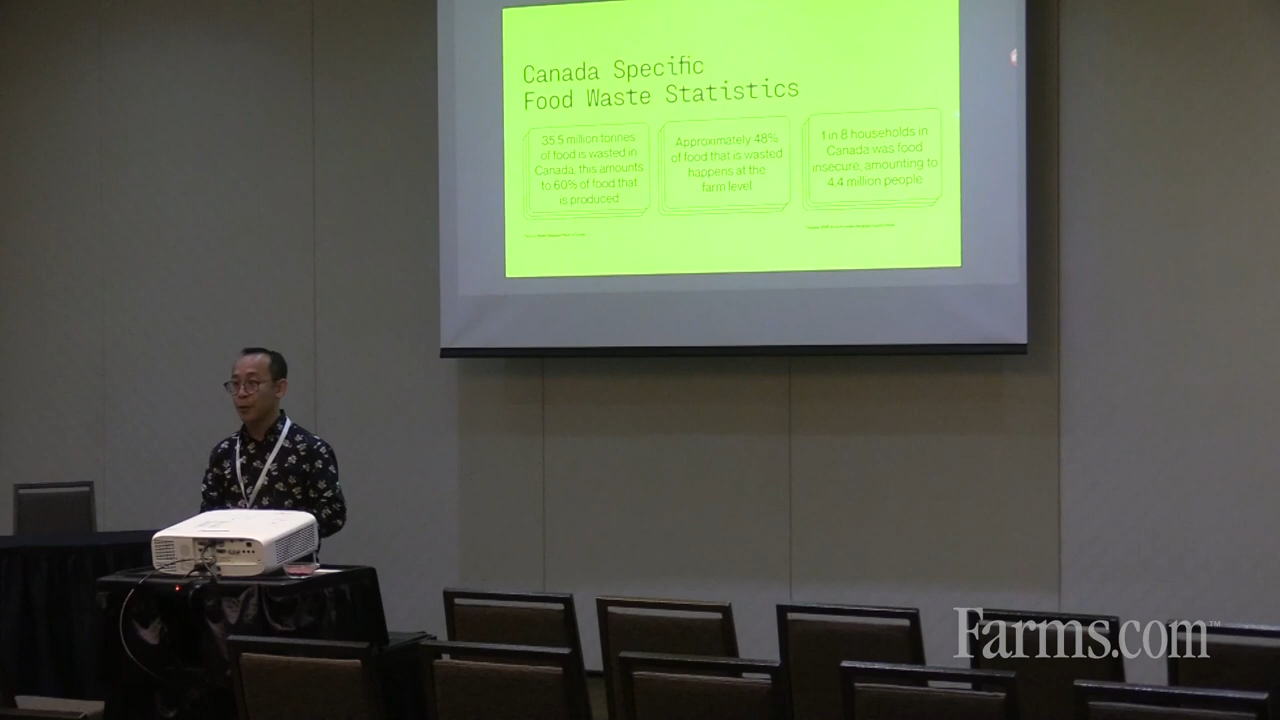 Canada Specific
Food Waste Statistics
35.5 million tonnes
of food is wasted in
Canada, this amounts
to 60% of food that
is produced
Approximately 48%
of food that is wasted
happens at the
farm level
1 in 8 households in
Canada was food
insecure, amounting to
4.4 million people
Farms.com™